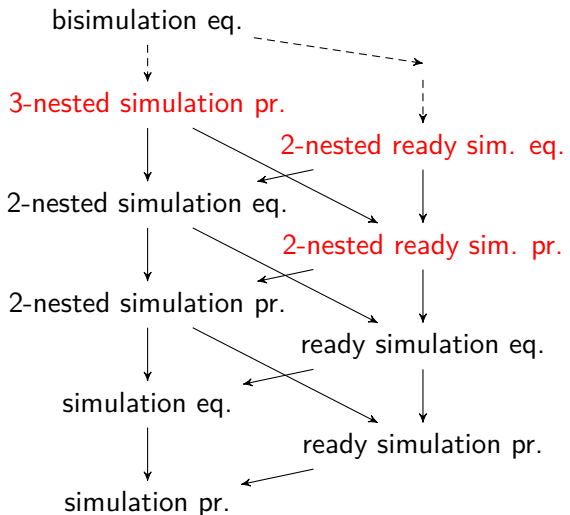 bisimulation eq.
3-nested simulation pr.
2-nested ready sim. eq.
2-nested simulation eq.
2-nested ready sim. pr.
2-nested simulation pr.
ready simulation eq.
simulation eq.
ready simulation pr.
simulation pr.